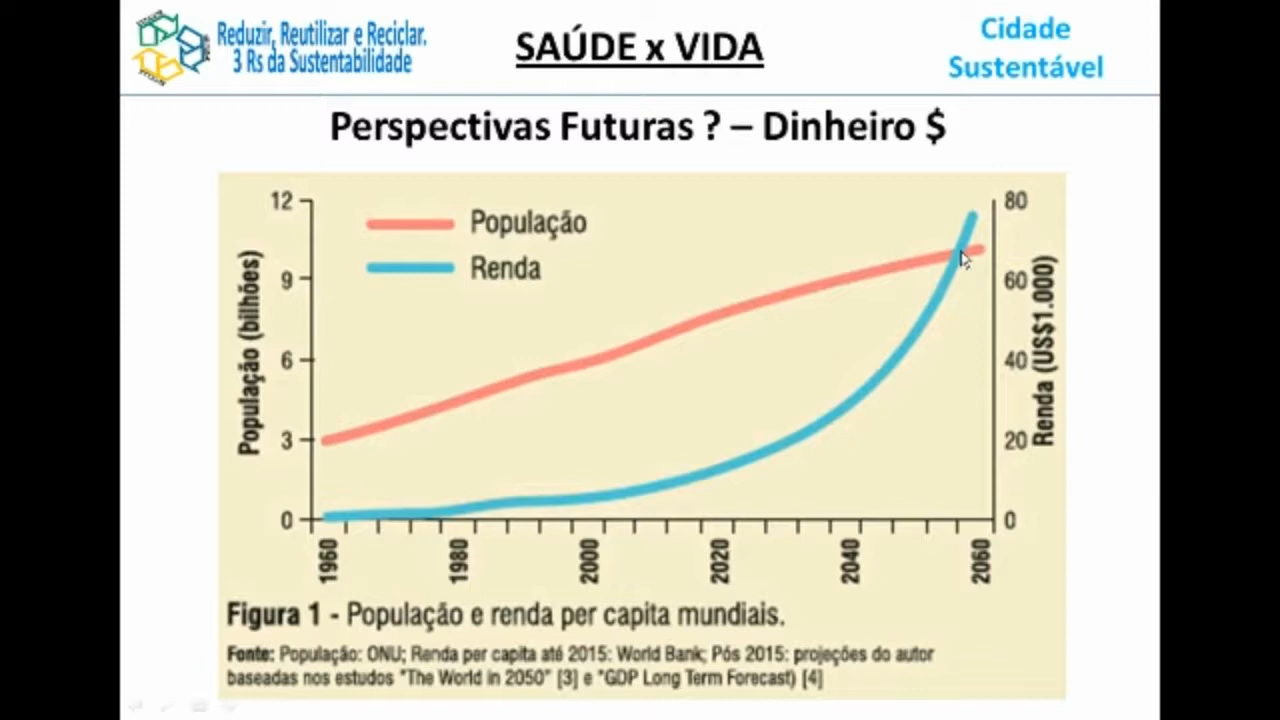 Reduzir, Reutilizar e Reciclar.
3 Rs da Sustentabilidade
SAÚDE x VIDA
Cidade
Sustentável
Perspectivas Futuras ? – Dinheiro $
12
9
6
3
0
População (bilhões)
População
Renda
80
60
40
20
0
Renda (US$1.000)
1960
1980
2000
2020
2040
2060
Figura 1 - População e renda per capita mundiais.
Fonte: População: ONU; Renda per capita até 2015: World Bank; Pós 2015: projeções do autor
baseadas nos estudos "The World in 2050" [3] e "GDP Long Term Forecast) [4]